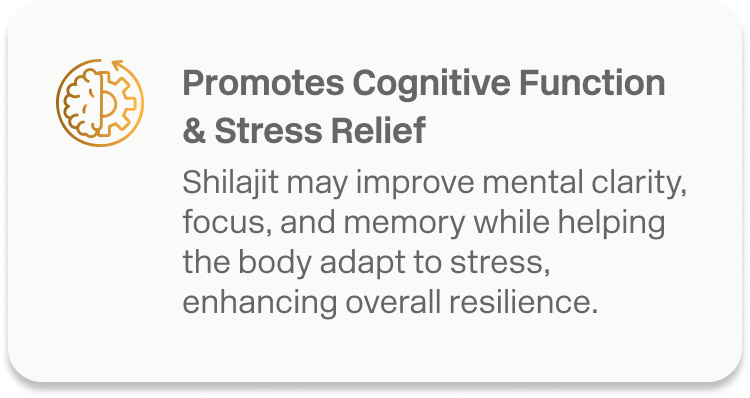 Promotes Cognitive Function
& Stress Relief
Shilajit may improve mental clarity,
focus, and memory while helping
the body adapt to stress,
enhancing overall resilience.